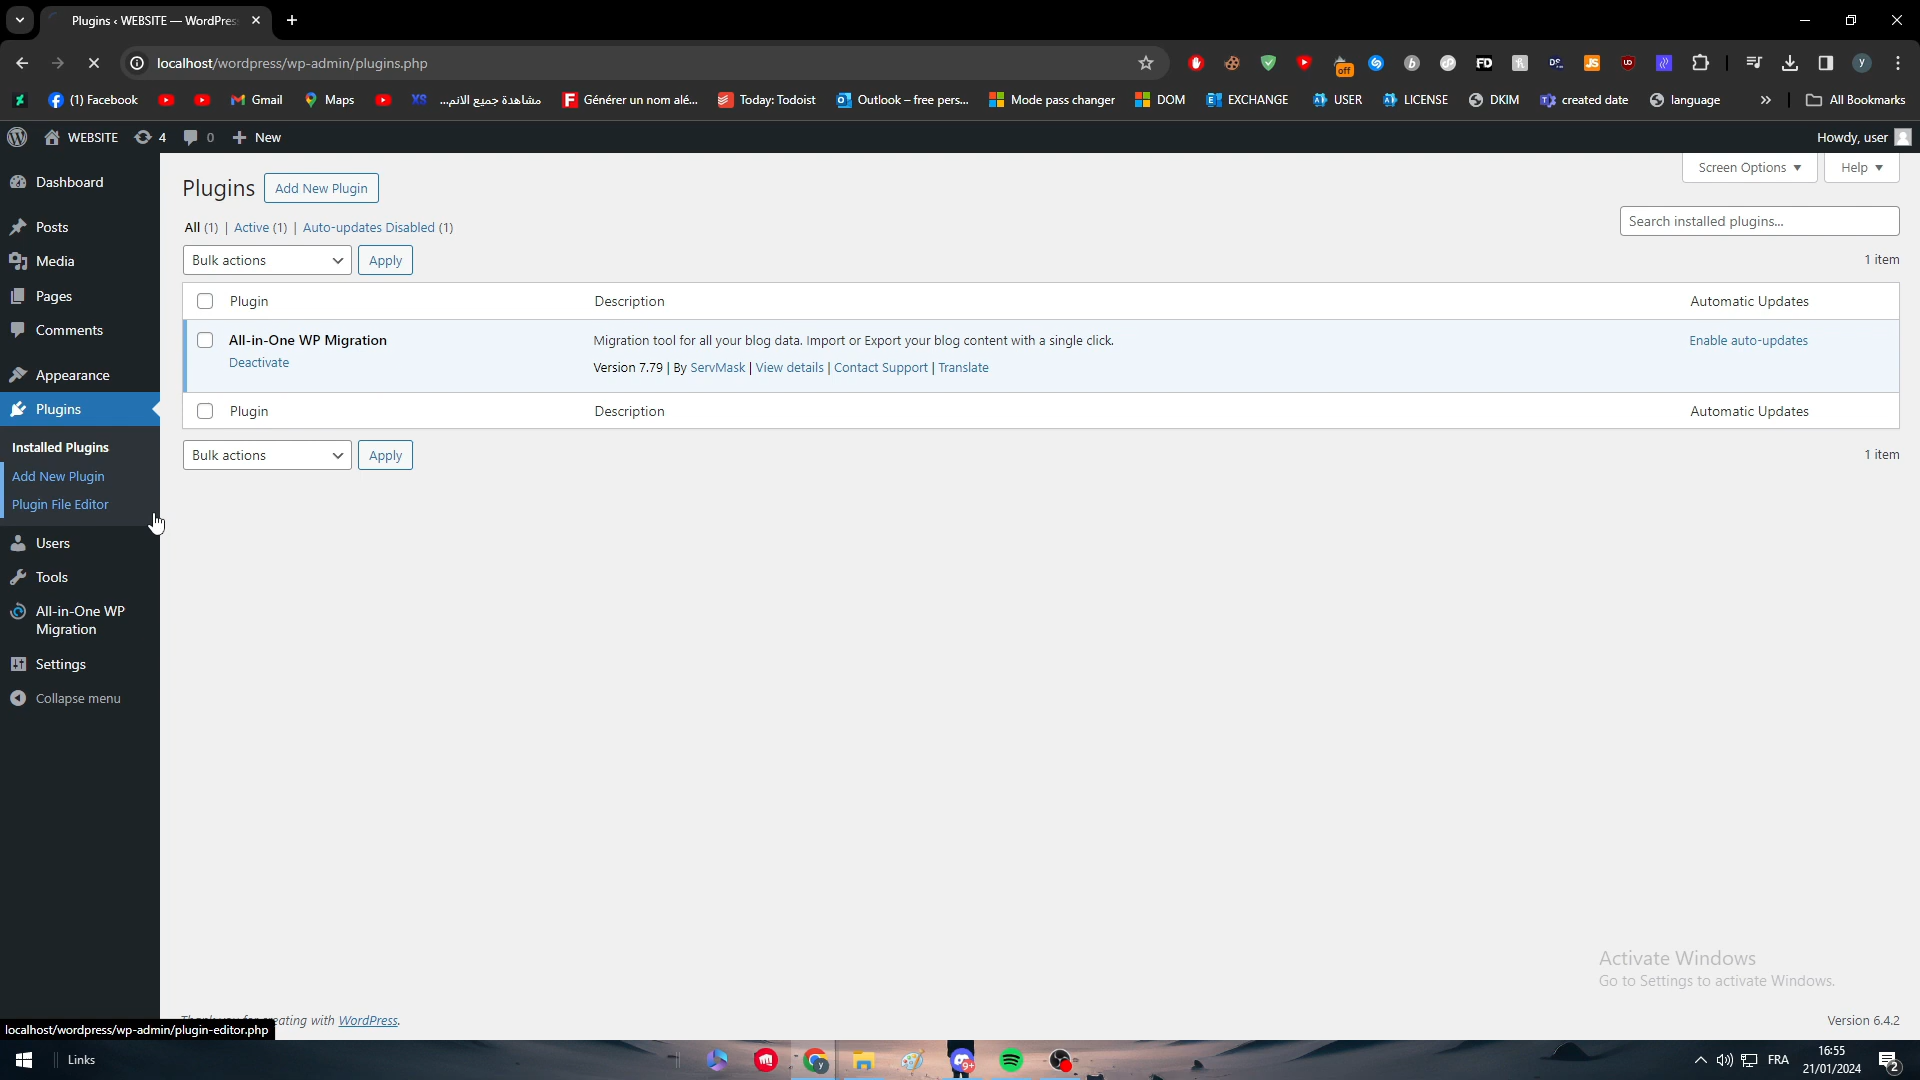 Plugins ‹ WEBSITE — WordPres
localhost/wordpress/wp-admin/plugins.php
off
FD
JS
(1) Facebook
Gmail
Maps
XS
مشاهدة جميع الانم...
Générer un nom alé...
Today: Todoist
Outlook – free pers...
Mode pass changer
DOM
EXCHANGE
USER
LICENSE
DKIM
created date
language
All Bookmarks
WEBSITE
4
0
New
Howdy, user
Dashboard
Posts
Media
Pages
Comments
Appearance
Plugins
Installed Plugins
Add New Plugin
Plugin File Editor
Users
Tools
All-in-One WP
Migration
Settings
Collapse menu
Screen Options
Help
Plugins
Add New Plugin
All (1) | Active (1) | Auto-updates Disabled (1)
Search installed plugins...
Bulk actions
Apply
1 item
Plugin
Description
Automatic Updates
All-in-One WP Migration
Deactivate
Migration tool for all your blog data. Import or Export your blog content with a single click.
Version 7.79 | By ServMask | View details | Contact Support | Translate
Enable auto-updates
Plugin
Description
Automatic Updates
Bulk actions
Apply
1 item
Activate Windows
Go to Settings to activate Windows.
eating with WordPress.
Version 6.4.2
localhost/wordpress/wp-admin/plugin-editor.php
Links
FRA
16:55
21/01/2024
2